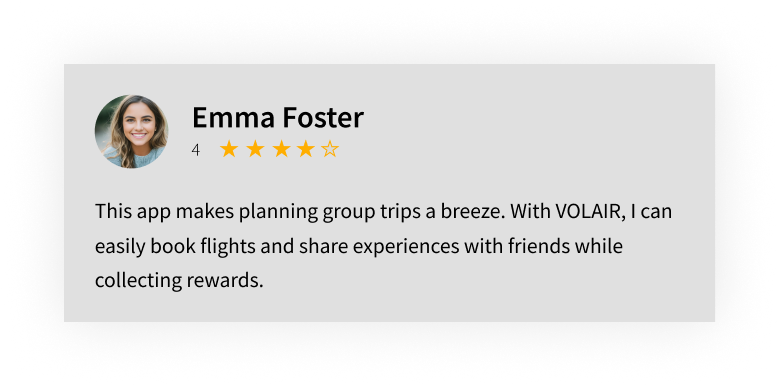 Emma Foster
4 ★ ★ ★ ★ ☆
This app makes planning group trips a breeze. With VOLAIR, I can
easily book flights and share experiences with friends while
collecting rewards.